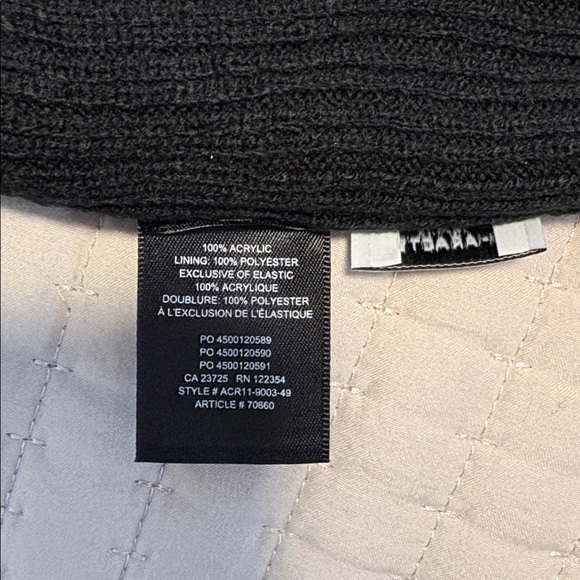 100% ACRYLIC
LINING: 100% POLYESTER
EXCLUSIVE OF ELASTIC
100% ACRYLIQUE
DOUBLURE: 100% POLYESTER
À L'EXCLUSION DE L'ÉLASTIQUE
PO 4500120589
PO 4500120590
PO 4500120591
CA 23725 RN 122354
STYLE # ACR11-9003-49
ARTICLE # 70660